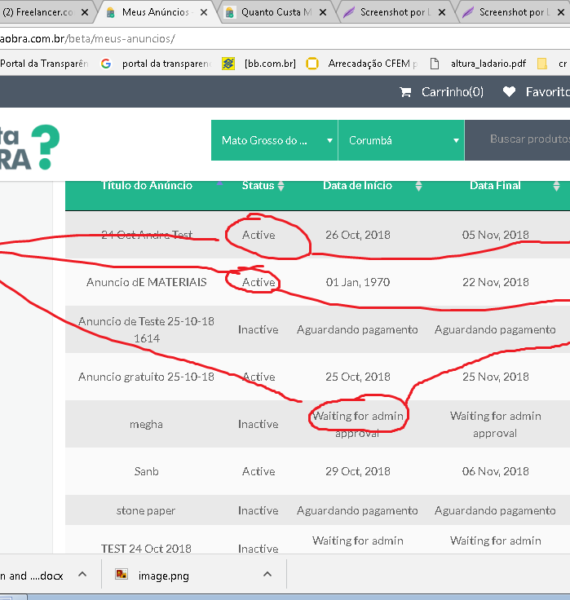 (2) Freelancer.co
Meus Anúncios
Quanto Custa M
Screenshot por L
Screenshot por L
aobra.com.br/beta/meus-anuncios/
Portal da Transparên
portal da transparen
[bb.com.br]
Arrecadação CFEM p
altura_ladario.pdf
cr
Carrinho(0)
Favorito
ta
RA?
Mato Grosso do ...
Corumbá
Buscar produto
Título do Anúncio Status Data de Início Data Final
24 Oct Andre Test Active 26 Oct, 2018 05 Nov, 2018
Anuncio dE MATERIAIS Active 01 Jan, 1970 22 Nov, 2018
Anuncio de Teste 25-10-18
1614 Inactive Aguardando pagamento Aguardando pagamento
Anuncio gratuito 25-10-18 Active 25 Oct, 2018 25 Nov, 2018
megha Inactive
Waiting for admin
approval
Waiting for admin
approval
Sanb Active 29 Oct, 2018 06 Nov, 2018
stone paper Inactive Aguardando pagamento Aguardando pagamento
TEST 24 Oct 2018 Inactive Waiting for admin Waiting for admin
n and ....docx
image.png